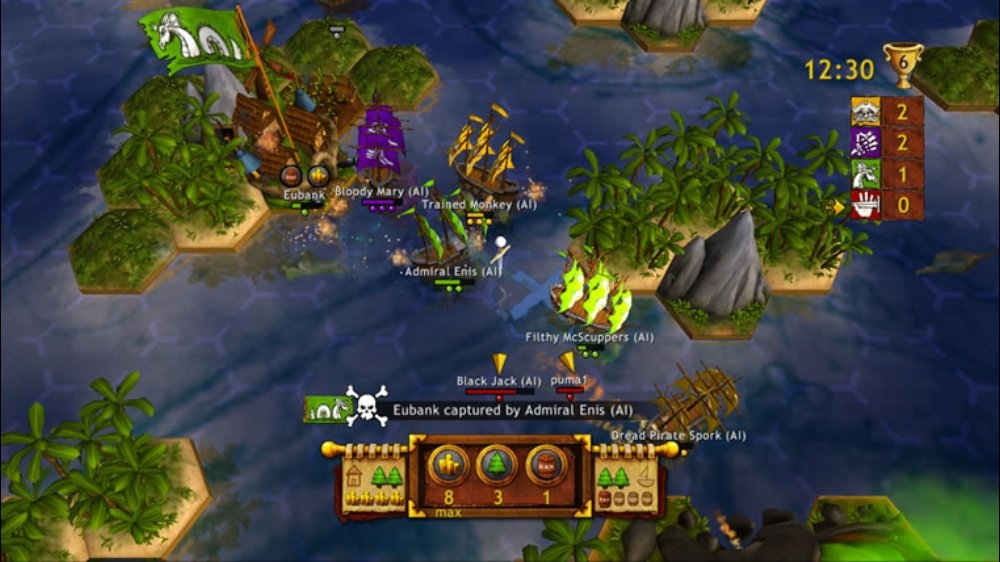 6
12:30
2
2
1
0
Eubank
Bloody Mary (AI)
Trained Monkey (AI)
Admiral Enis (AI)
Filthy McScuppers (AI)
Black Jack (AI)
puma1
Eubank captured by Admiral Enis (AI)
Dread Pirate Spork (AI)
8
3
1
max